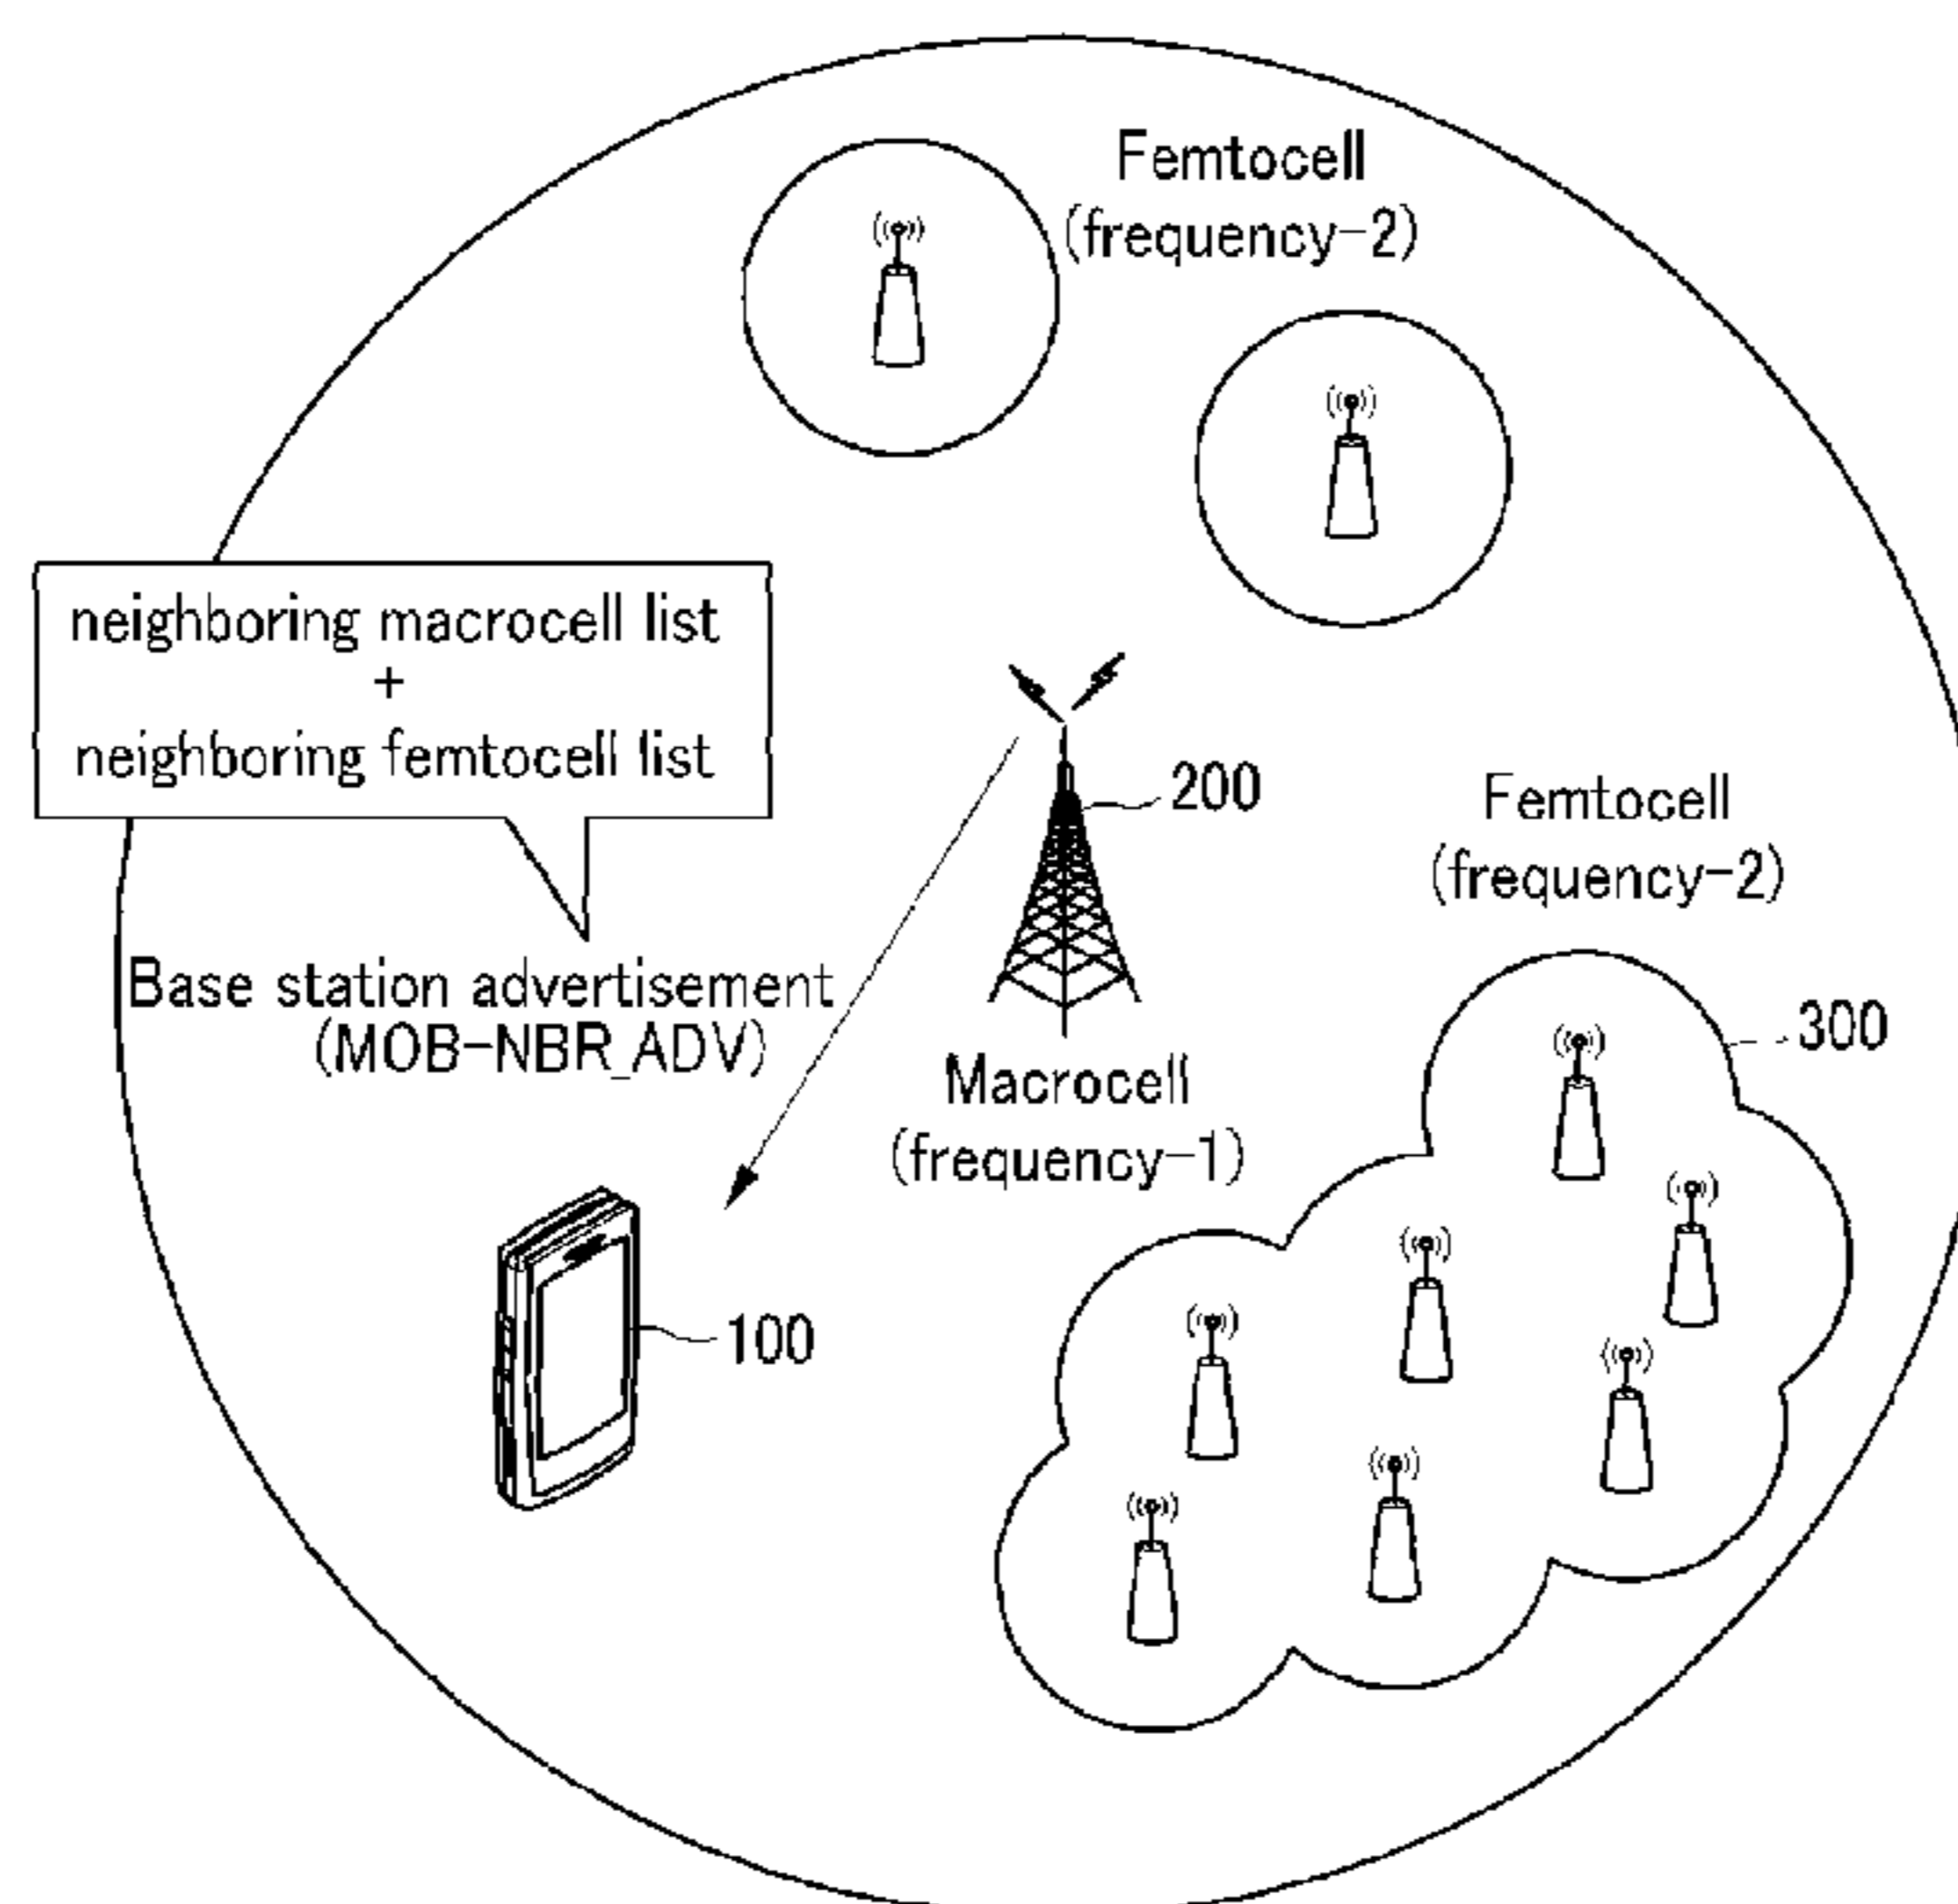 Femtocell
(frequency-2)
neighboring macrocell list
+
neighboring femtocell list
200
Femtocell
(frequency-2)
Base station advertisement
(MOB-NBR_ADV)
300
Macrocell
(frequency-1)
100